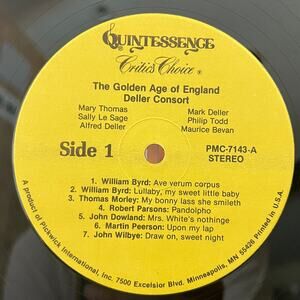 QUINTESSENCE
Critics Choice ®
The Golden Age of England
Deller Consort
Mary Thomas
Sally Le Sage
Alfred Deller
Mark Deller
Philip Todd
Maurice Bevan
Side 1
PMC-7143-A
STEREO
1. William Byrd: Ave verum corpus
2. William Byrd: Lullaby, my sweet little baby
3. Thomas Morley: My bonny lass she smileth
4. Robert Parsons: Pandolpho
5. John Dowland: Mrs. White's nothinge
6. Martin Peerson: Upon my lap
7. John Wilbye: Draw on, sweet night
A product of Pickwick International, Inc. 7500 Excelsior Blvd. Minneapolis, MN 55426 Printed in U.S.A.